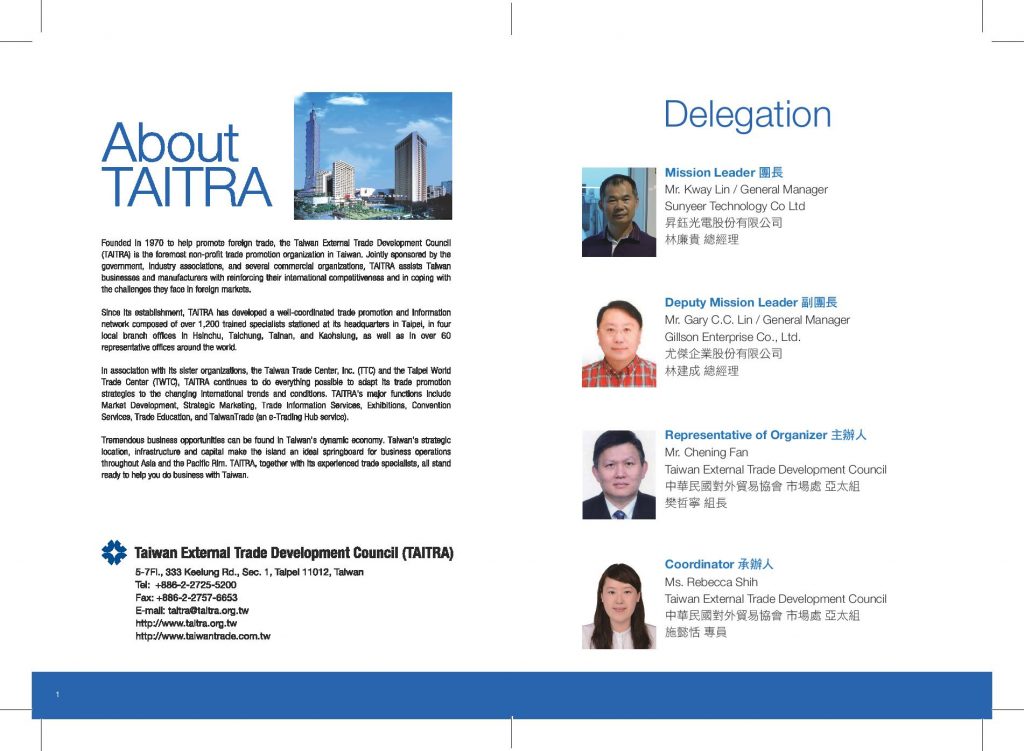 About
TAITRA
Founded in 1970 to help promote foreign trade, the Taiwan External Trade Development Council
(TAITRA) is the foremost non-profit trade promotion organization in Taiwan. Jointly sponsored by the
government, industry associations, and several commercial organizations, TAITRA assists Taiwan
businesses and manufacturers with reinforcing their international competitiveness and in coping with
the challenges they face in foreign markets.
Since its establishment, TAITRA has developed a well-coordinated trade promotion and information
network composed of over 1,200 trained specialists stationed at its headquarters in Taipei, in four
local branch offices in Hsinchu, Taichung, Tainan, and Kaohsiung, as well as in over 60
representative offices around the world.
In association with its sister organizations, the Taiwan Trade Center, Inc. (TTC) and the Taipei World
Trade Center (TWTC), TAITRA continues to do everything possible to adapt its trade promotion
strategies to the changing international trends and conditions. TAITRA's major functions include
Market Development, Strategic Marketing, Trade Information Services, Exhibitions, Convention
Services, Trade Education, and TaiwanTrade (an e-Trading Hub service).
Tremendous business opportunities can be found in Taiwan's dynamic economy. Taiwan's strategic
location, infrastructure and capital make the island an ideal springboard for business operations
throughout Asia and the Pacific Rim. TAITRA, together with its experienced trade specialists, all stand
ready to help you do business with Taiwan.
Taiwan External Trade Development Council (TAITRA)
5-7Fl., 333 Keelung Rd., Sec. 1, Taipei 11012, Taiwan
Tel: +886-2-2725-5200
Fax: +886-2-2757-6653
E-mail: taitra@taitra.org.tw
http://www.taitra.org.tw
http://www.taiwantrade.com.tw
1
Delegation
Mission Leader 團長
Mr. Kway Lin / General Manager
Sunyeer Technology Co Ltd
昇鈺光電股份有限公司
林廉貴 總經理
Deputy Mission Leader 副團長
Mr. Gary C.C. Lin / General Manager
Gillson Enterprise Co., Ltd.
尤傑企業股份有限公司
林建成 總經理
Representative of Organizer 主辦人
Mr. Chening Fan
Taiwan External Trade Development Council
中華民國對外貿易協會 市場處 亞太組
樊哲寧 組長
Coordinator 承辦人
Ms. Rebecca Shih
Taiwan External Trade Development Council
中華民國對外貿易協會 市場處 亞太組
施懿恬 專員